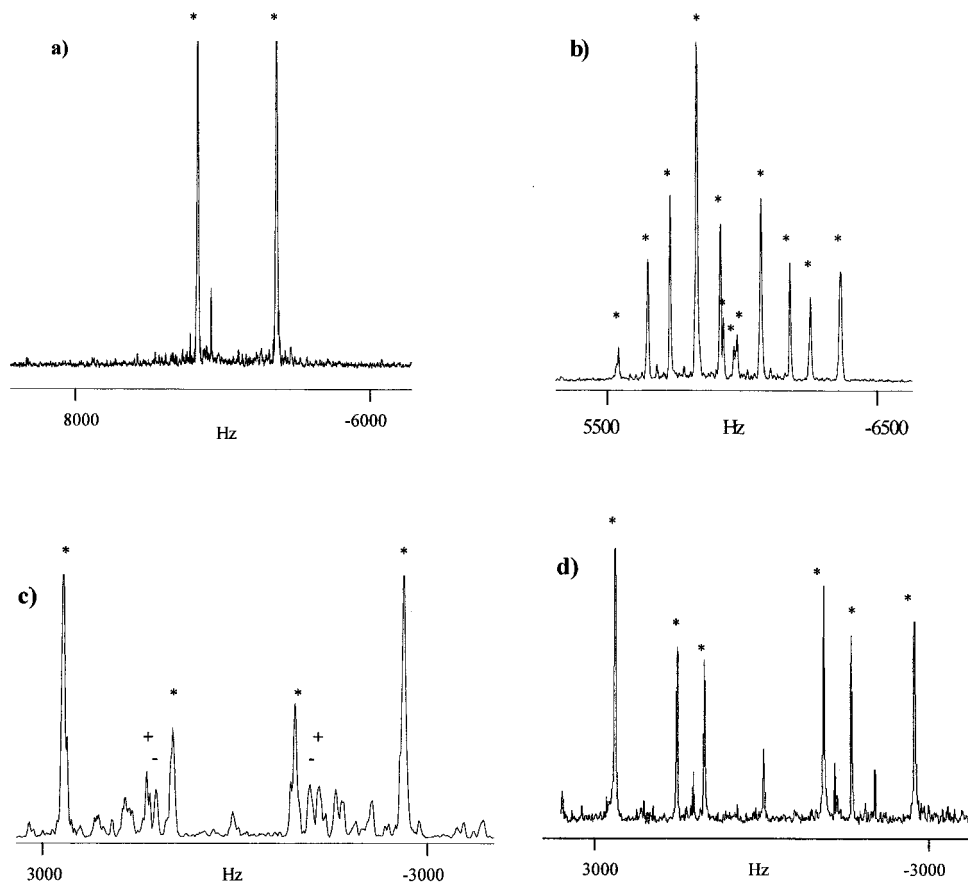 * *
a)
8000 Hz -6000
*
b)
* *
*
* *
*
*
* * *
*
5500 Hz -6500
* *
c)
* *
+ +
- -
3000 Hz -3000
*
d)
*
* * *
*
3000 Hz -3000